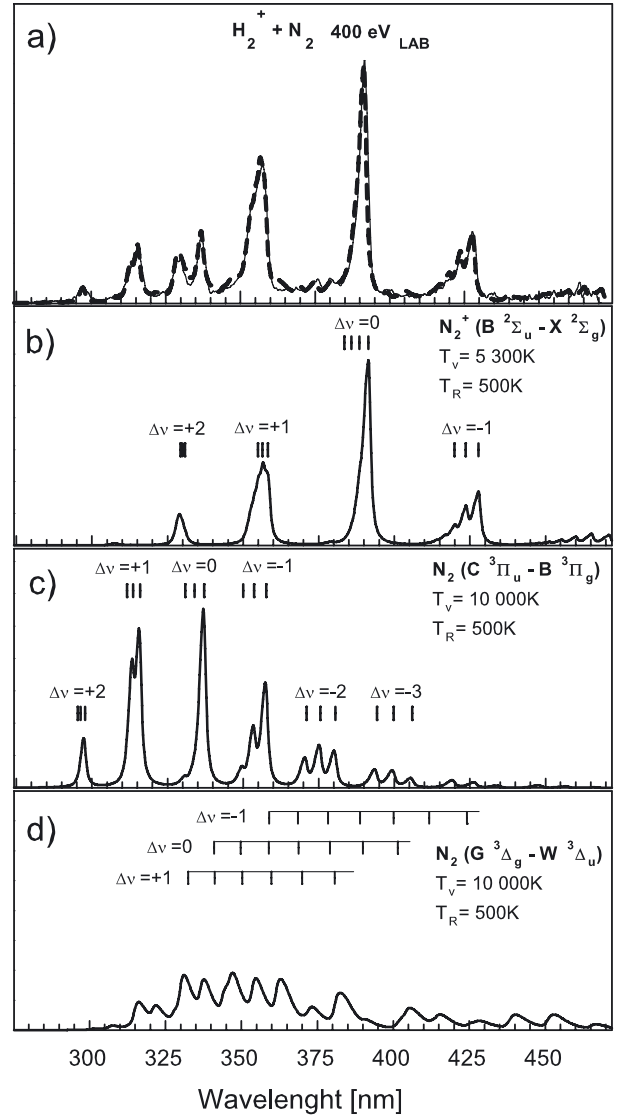 a)
H₂⁺ + N₂ 400 eV LAB
b)
Δν =0
N₂⁺ (B ²Σᵤ - X ²Σg)
Tᵥ= 5 300K
T_R= 500K
Δν =+2
Δν =+1
Δν =-1
c)
Δν =+1
Δν =0
Δν =-1
N₂ (C ³Πᵤ - B ³Πg)
Tᵥ= 10 000K
T_R= 500K
Δν =+2
Δν =-2
Δν =-3
d)
Δν =-1
Δν =0
Δν =+1
N₂ (G ³Δg - W ³Δᵤ)
Tᵥ= 10 000K
T_R= 500K
300 325 350 375 400 425 450
Wavelenght [nm]